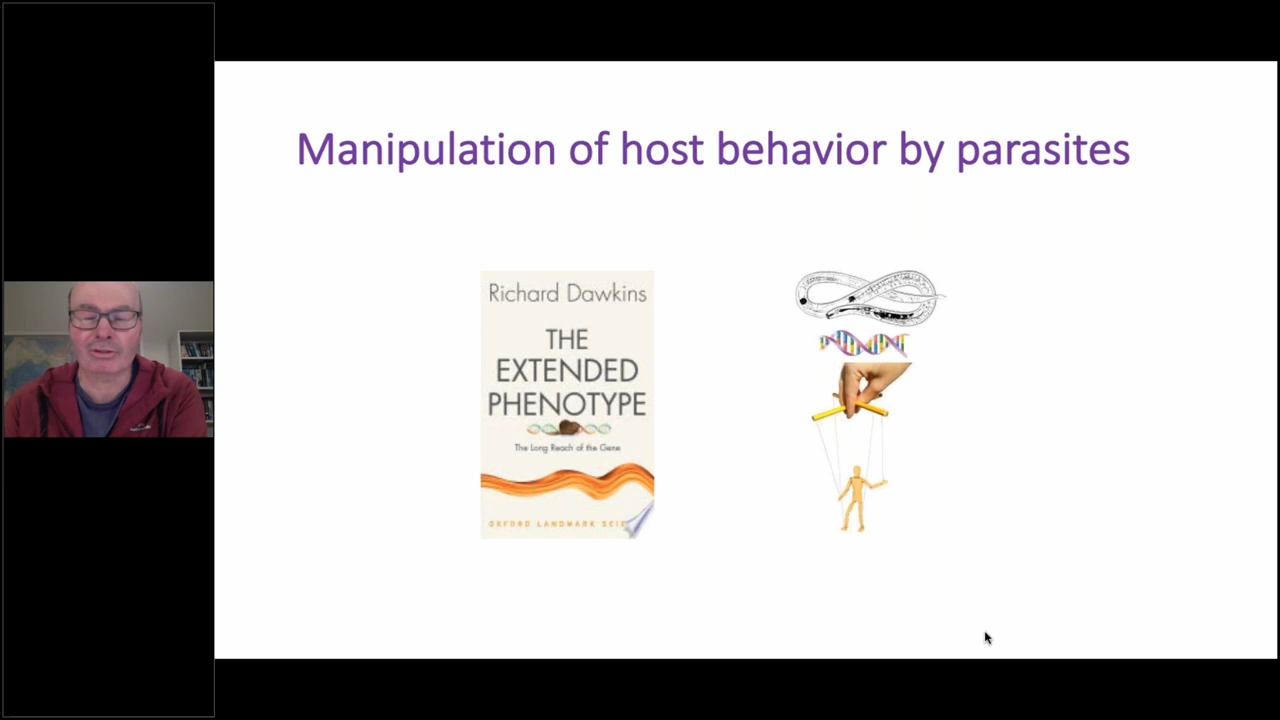 Manipulation of host behavior by parasites
Richard Dawkins
THE
EXTENDED
PHENOTYPE
The Long Reach of the Gene
OXFORD LANDMARK